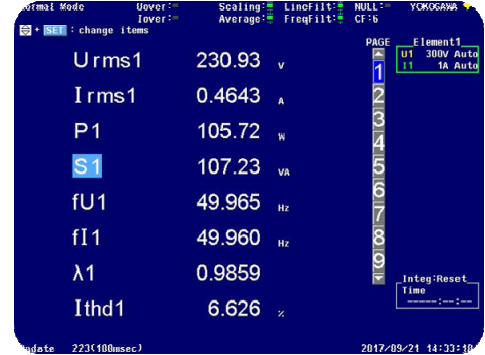 Normal Mode Uover:= Scaling:■ LineFilt:■ NULL:= YOKOGAWA
Iover:= Average:■ FreqFilt:■ CF:6
+ SET : change items
PAGE Element1
U1 300V Auto
I1 1A Auto
Urms1 230.93 V
Irms1 0.4643 A
P1 105.72 W
S1 107.23 VA
fU1 49.965 Hz
fI1 49.960 Hz
λ1 0.9859
Ithd1 6.626 %
1
2
3
4
5
6
7
8
9
Integ:Reset
Time
-----:--:--
Update 223(100msec) 2017/09/21 14:33:10